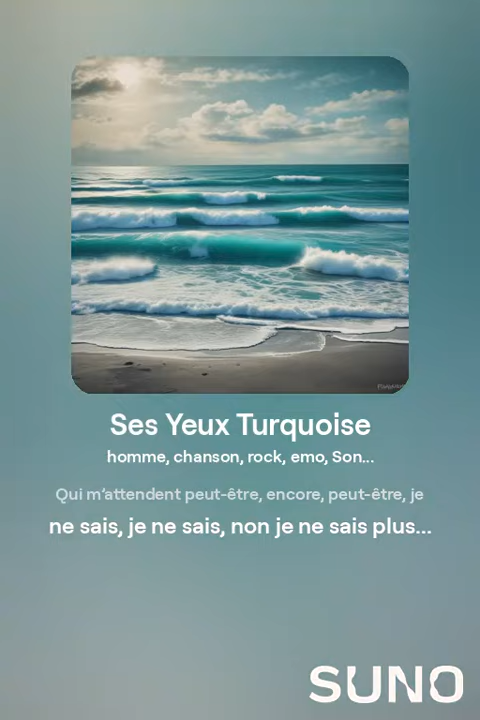 Ses Yeux Turquoise
homme, chanson, rock, emo, Son...
Qui m'attendent peut-être, encore, peut-être, je
ne sais, je ne sais, non je ne sais plus...
SUNO